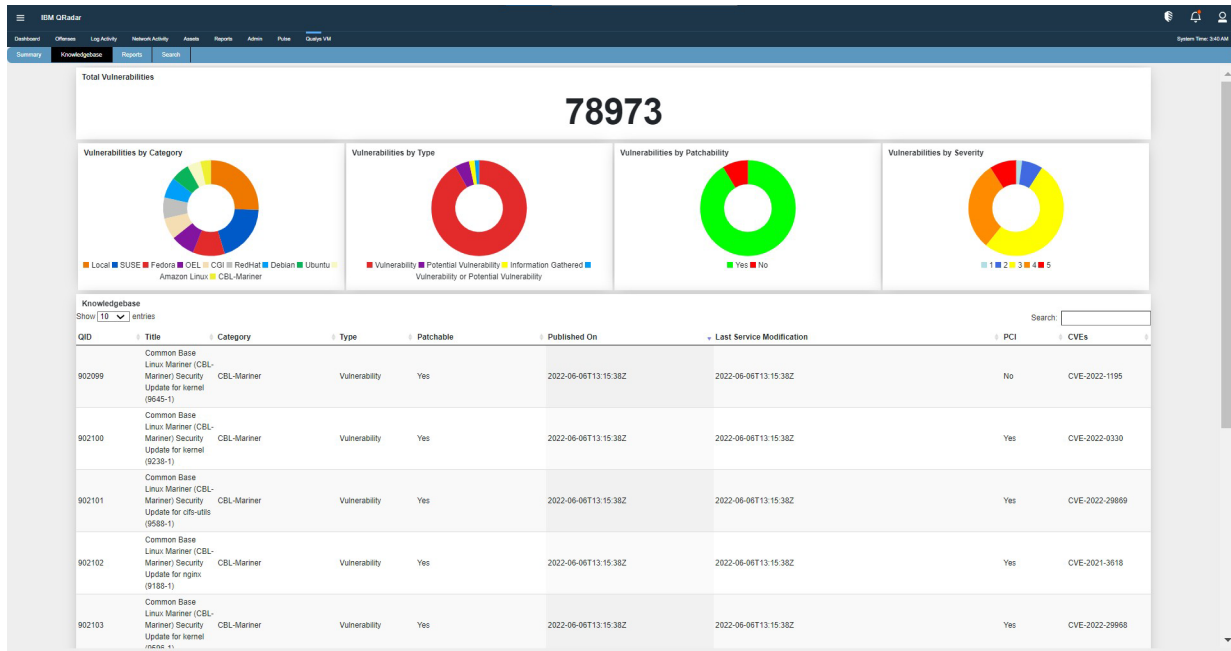 IBM QRadar
Dashboard Offenses Log Activity Network Activity Assets Reports Admin Pulse Qualys VM System Time: 3:40 AM
Summary Knowledgebase Reports Search
Total Vulnerabilities
78973
Vulnerabilities by Category Vulnerabilities by Type Vulnerabilities by Patchability Vulnerabilities by Severity
Local SUSE Fedora OEL CGI RedHat Debian Ubuntu
Amazon Linux CBL-Mariner
Vulnerability Potential Vulnerability Information Gathered
Vulnerability or Potential Vulnerability
Yes No
1 2 3 4 5
Knowledgebase
Show 10 entries Search:
QID Title Category Type Patchable Published On Last Service Modification PCI CVEs
Common Base
Linux Mariner (CBL-
902099 Mariner) Security CBL-Mariner Vulnerability Yes 2022-06-06T13:15:38Z 2022-06-06T13:15:38Z No CVE-2022-1195
Update for kernel
(9645-1)
Common Base
Linux Mariner (CBL-
902100 Mariner) Security CBL-Mariner Vulnerability Yes 2022-06-06T13:15:38Z 2022-06-06T13:15:38Z Yes CVE-2022-0330
Update for kernel
(9238-1)
Common Base
Linux Mariner (CBL-
902101 Mariner) Security CBL-Mariner Vulnerability Yes 2022-06-06T13:15:38Z 2022-06-06T13:15:38Z Yes CVE-2022-29869
Update for cifs-utils
(9588-1)
Common Base
Linux Mariner (CBL-
902102 Mariner) Security CBL-Mariner Vulnerability Yes 2022-06-06T13:15:38Z 2022-06-06T13:15:38Z Yes CVE-2021-3618
Update for nginx
(9188-1)
Common Base
Linux Mariner (CBL-
902103 Mariner) Security CBL-Mariner Vulnerability Yes 2022-06-06T13:15:38Z 2022-06-06T13:15:38Z Yes CVE-2022-29968
Update for kernel